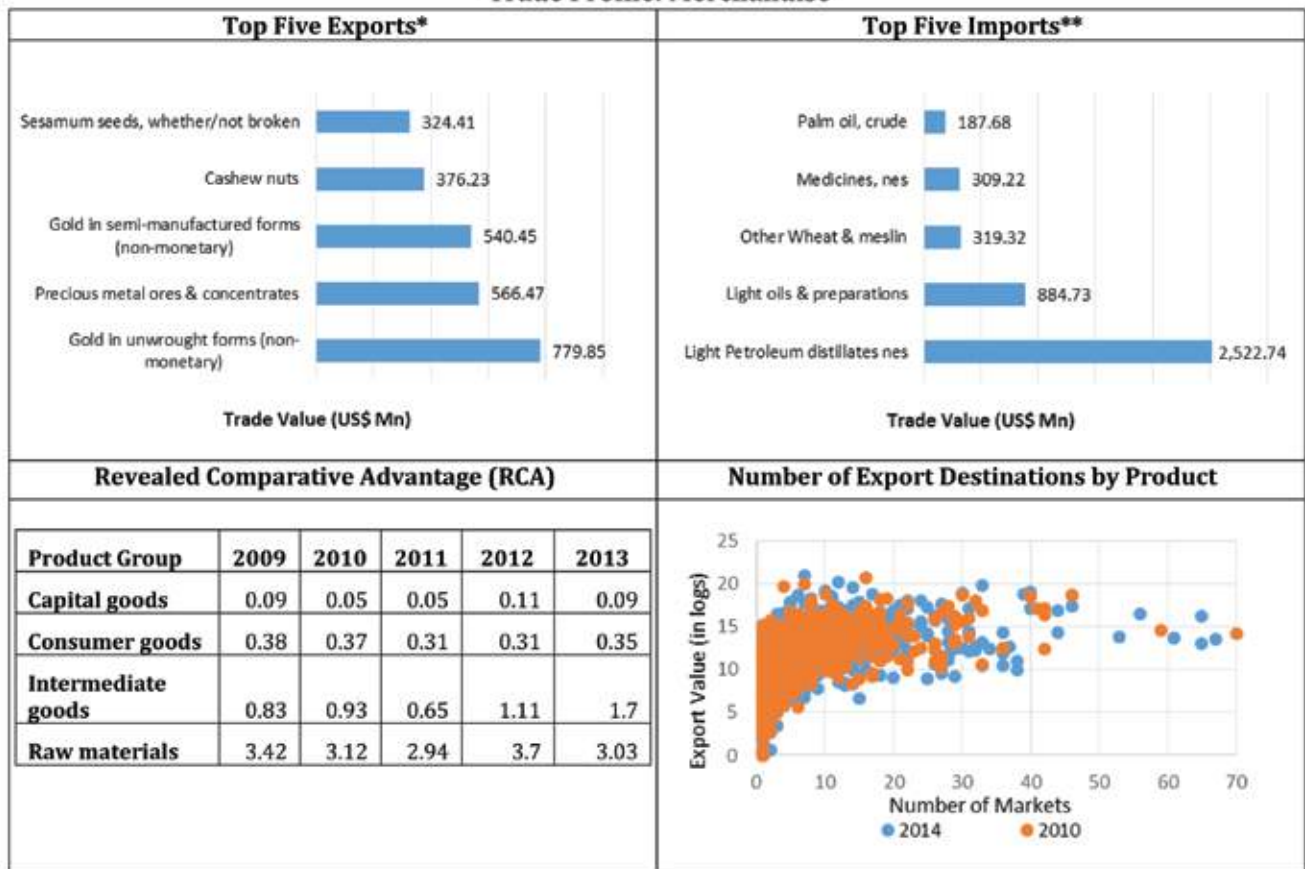 Top Five Exports*
Sesamum seeds, whether/not broken
324.41
Cashew nuts
376.23
Gold in semi-manufactured forms
(non-monetary)
540.45
Precious metal ores & concentrates
566.47
Gold in unwrought forms (non-
monetary)
779.85
Trade Value (US$ Mn)
Top Five Imports**
Palm oil, crude
187.68
Medicines, nes
309.22
Other Wheat & meslin
319.32
Light oils & preparations
884.73
Light Petroleum distillates nes
2,522.74
Trade Value (US$ Mn)
Revealed Comparative Advantage (RCA)
Product Group 2009 2010 2011 2012 2013
Capital goods 0.09 0.05 0.05 0.11 0.09
Consumer goods 0.38 0.37 0.31 0.31 0.35
Intermediate
goods 0.83 0.93 0.65 1.11 1.7
Raw materials 3.42 3.12 2.94 3.7 3.03
Number of Export Destinations by Product
Export Value (in logs)
25
20
15
10
5
0
0 10 20 30 40 50 60 70
Number of Markets
2014 2010